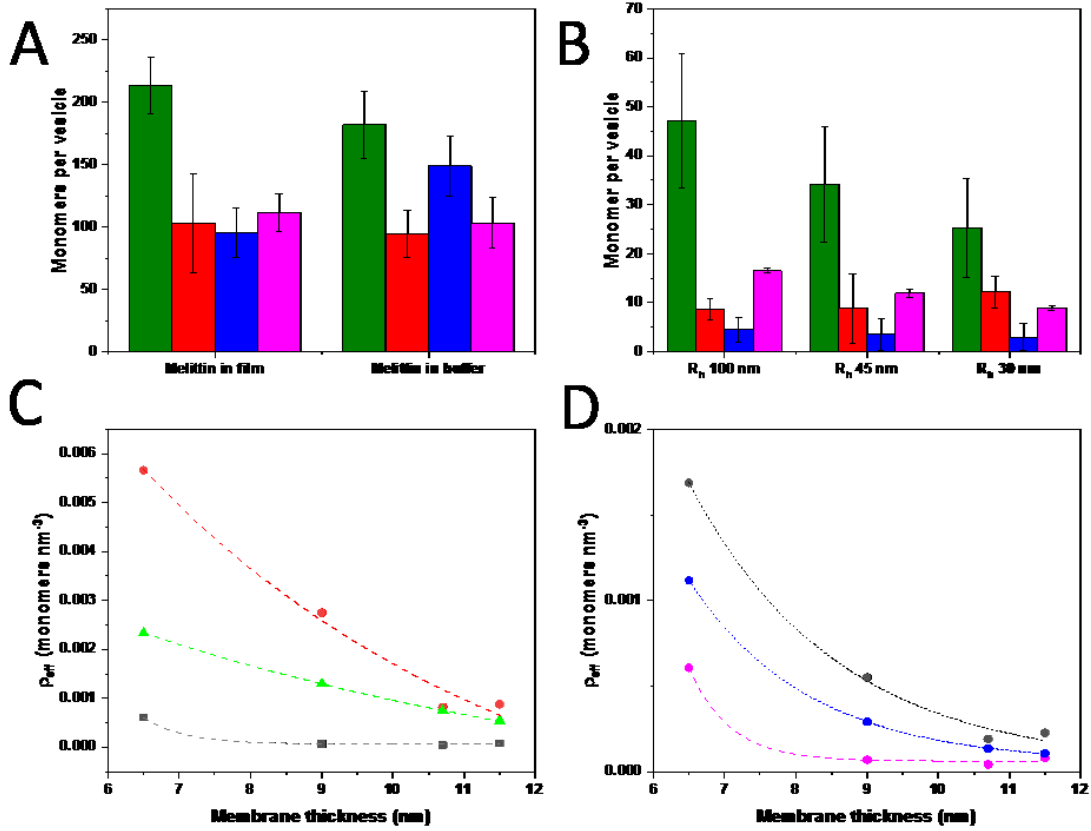 A
Monomers per vesicle
250
200
150
100
50
0
Melittin in film
Melittin in buffer
B
Monomer per vesicle
70
60
50
40
30
20
10
0
Rh 100 nm
Rh 45 nm
Rh 30 nm
C
ρeff (monomers nm-3)
0.006
0.005
0.004
0.003
0.002
0.001
0.000
6 7 8 9 10 11 12
Membrane thickness (nm)
D
ρeff (monomers nm-3)
0.002
0.001
0.000
6 7 8 9 10 11 12
Membrane thickness (nm)